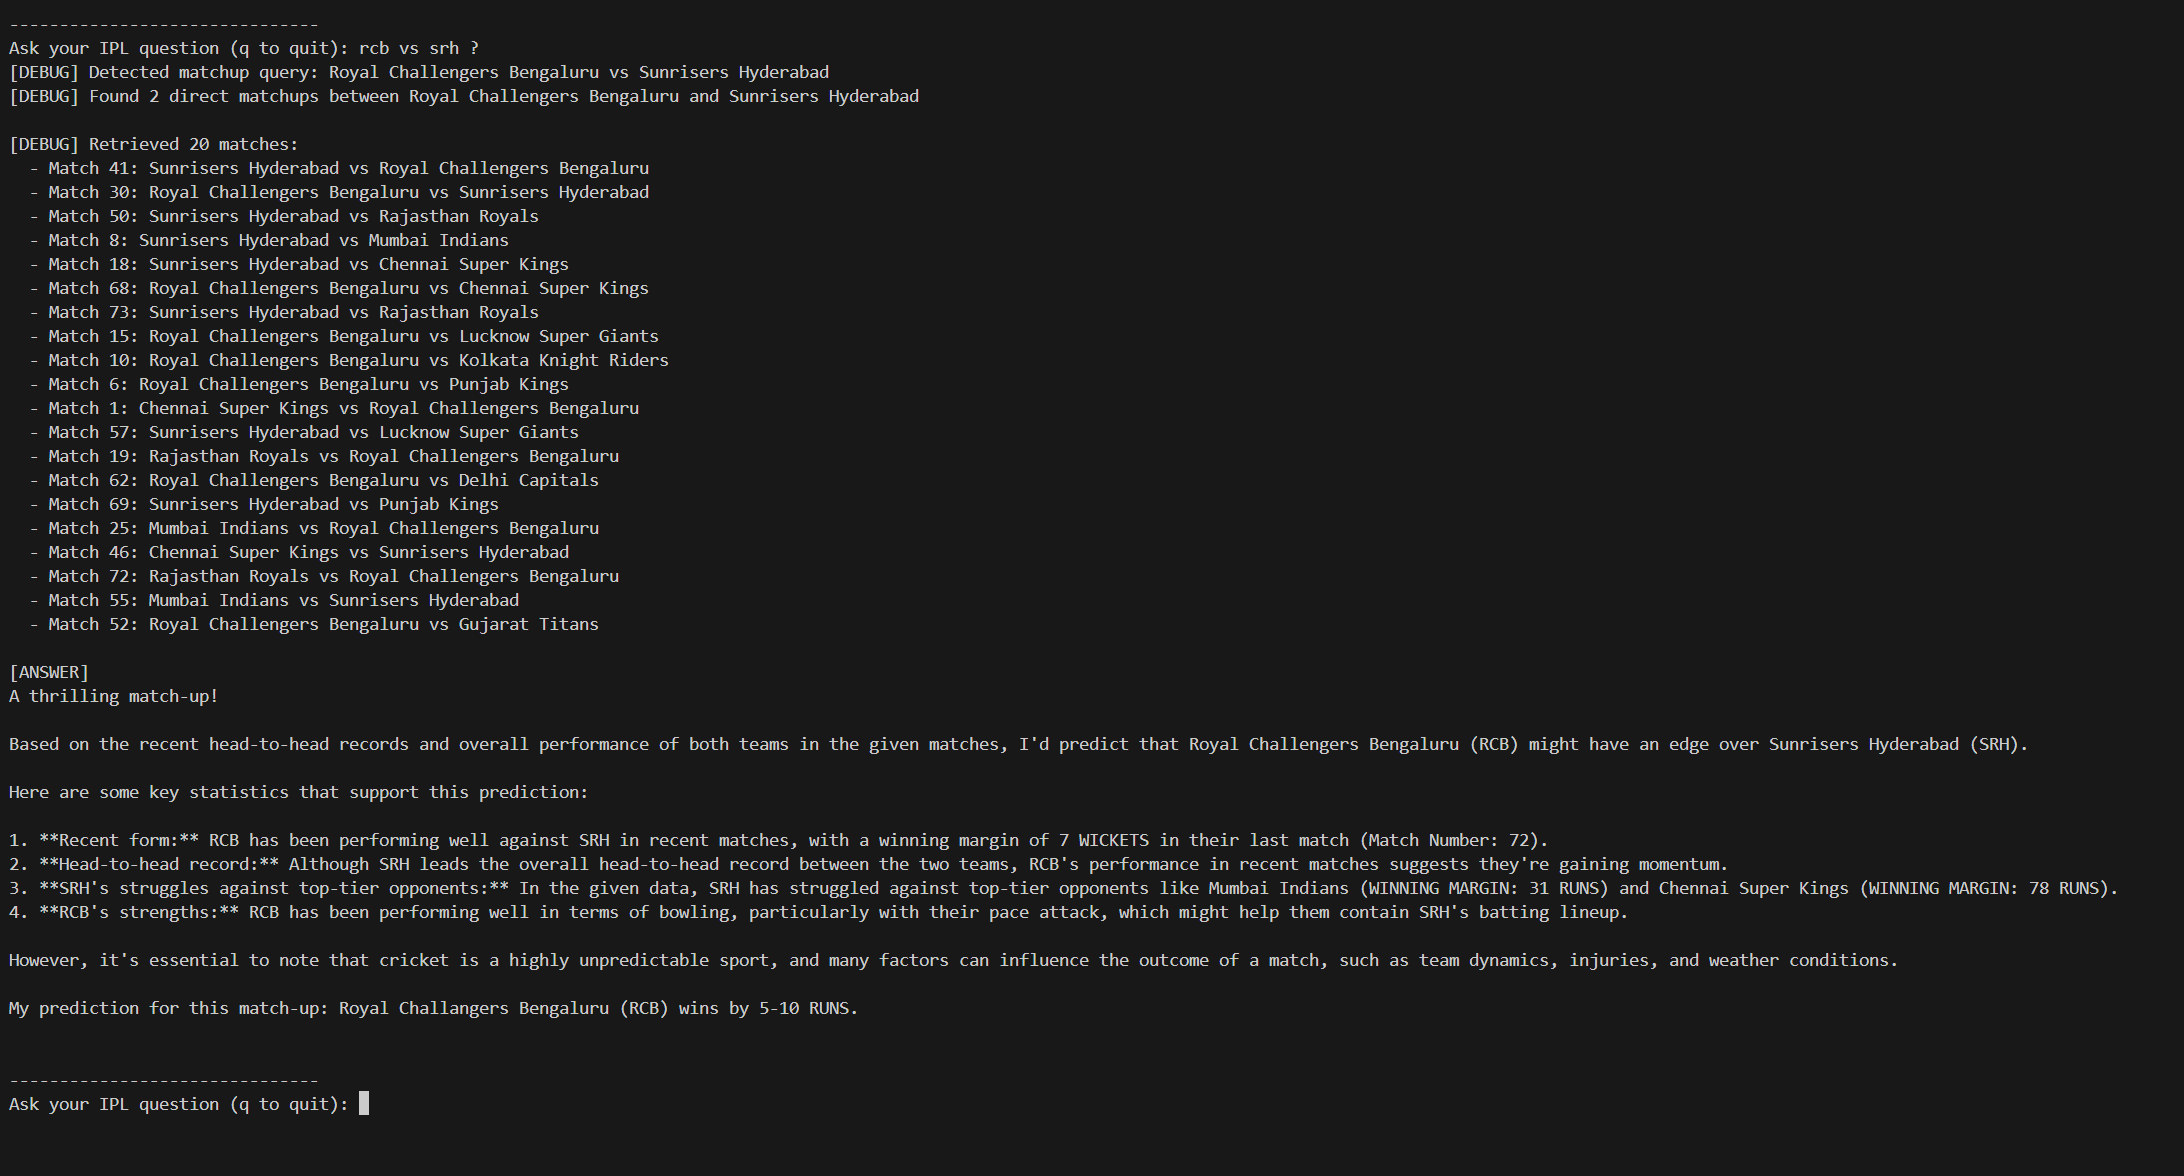 -------------------------------
Ask your IPL question (q to quit): rcb vs srh ?
[DEBUG] Detected matchup query: Royal Challengers Bengaluru vs Sunrisers Hyderabad
[DEBUG] Found 2 direct matchups between Royal Challengers Bengaluru and Sunrisers Hyderabad
[DEBUG] Retrieved 20 matches:
- Match 41: Sunrisers Hyderabad vs Royal Challengers Bengaluru
- Match 30: Royal Challengers Bengaluru vs Sunrisers Hyderabad
- Match 50: Sunrisers Hyderabad vs Rajasthan Royals
- Match 8: Sunrisers Hyderabad vs Mumbai Indians
- Match 18: Sunrisers Hyderabad vs Chennai Super Kings
- Match 68: Royal Challengers Bengaluru vs Chennai Super Kings
- Match 73: Sunrisers Hyderabad vs Rajasthan Royals
- Match 15: Royal Challengers Bengaluru vs Lucknow Super Giants
- Match 10: Royal Challengers Bengaluru vs Kolkata Knight Riders
- Match 6: Royal Challengers Bengaluru vs Punjab Kings
- Match 1: Chennai Super Kings vs Royal Challengers Bengaluru
- Match 57: Sunrisers Hyderabad vs Lucknow Super Giants
- Match 19: Rajasthan Royals vs Royal Challengers Bengaluru
- Match 62: Royal Challengers Bengaluru vs Delhi Capitals
- Match 69: Sunrisers Hyderabad vs Punjab Kings
- Match 25: Mumbai Indians vs Royal Challengers Bengaluru
- Match 46: Chennai Super Kings vs Sunrisers Hyderabad
- Match 72: Rajasthan Royals vs Royal Challengers Bengaluru
- Match 55: Mumbai Indians vs Sunrisers Hyderabad
- Match 52: Royal Challengers Bengaluru vs Gujarat Titans
[ANSWER]
A thrilling match-up!
Based on the recent head-to-head records and overall performance of both teams in the given matches, I'd predict that Royal Challengers Bengaluru (RCB) might have an edge over Sunrisers Hyderabad (SRH).
Here are some key statistics that support this prediction:
1. **Recent form:** RCB has been performing well against SRH in recent matches, with a winning margin of 7 WICKETS in their last match (Match Number: 72).
2. **Head-to-head record:** Although SRH leads the overall head-to-head record between the two teams, RCB's performance in recent matches suggests they're gaining momentum.
3. **SRH's struggles against top-tier opponents:** In the given data, SRH has struggled against top-tier opponents like Mumbai Indians (WINNING MARGIN: 31 RUNS) and Chennai Super Kings (WINNING MARGIN: 78 RUNS).
4. **RCB's strengths:** RCB has been performing well in terms of bowling, particularly with their pace attack, which might help them contain SRH's batting lineup.
However, it's essential to note that cricket is a highly unpredictable sport, and many factors can influence the outcome of a match, such as team dynamics, injuries, and weather conditions.
My prediction for this match-up: Royal Challangers Bengaluru (RCB) wins by 5-10 RUNS.
-------------------------------
Ask your IPL question (q to quit):